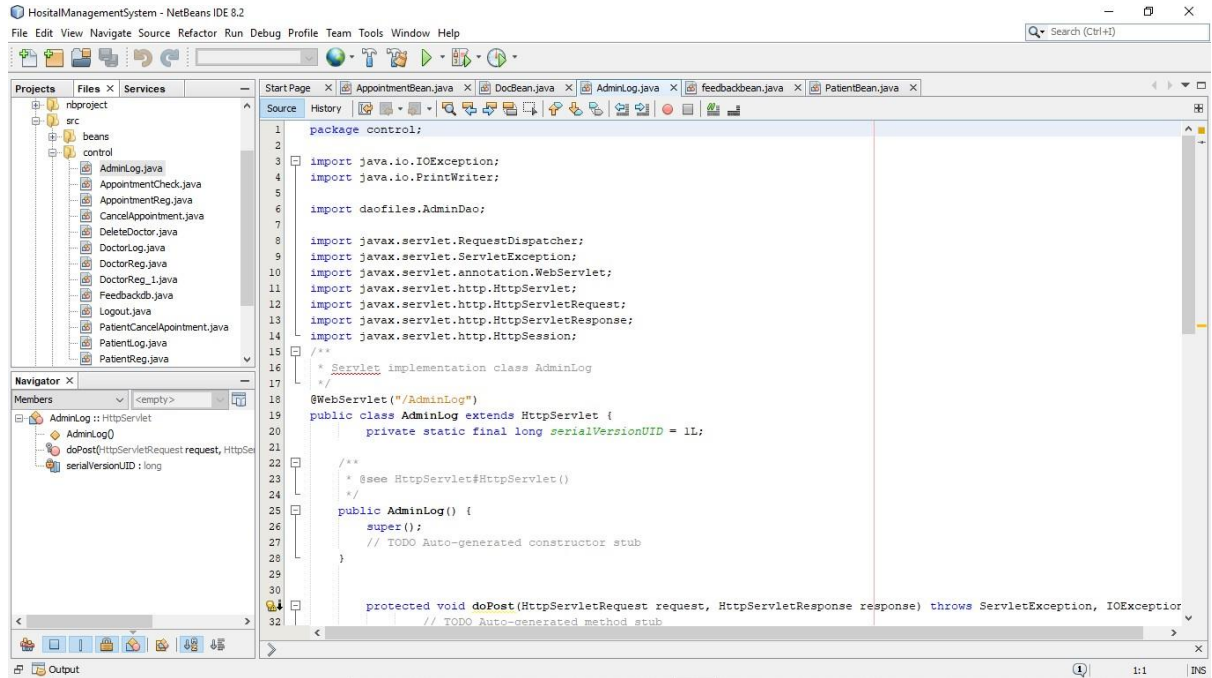 HositalManagementSystem - NetBeans IDE 8.2
File Edit View Navigate Source Refactor Run Debug Profile Team Tools Window Help
Search (Ctrl+I)
Projects Files Services
nbproject
src
beans
control
AdminLog.java
AppointmentCheck.java
AppointmentReg.java
CancelAppointment.java
DeleteDoctor.java
DoctorLog.java
DoctorReg.java
DoctorReg_1.java
Feedbackdb.java
Logout.java
PatientCancelApointment.java
PatientLog.java
PatientReg.java
Navigator
Members <empty>
AdminLog :: HttpServlet
AdminLog()
doPost(HttpServletRequest request, HttpSe
serialVersionUID : long
Start Page AppointmentBean.java DocBean.java AdminLog.java feedbackbean.java PatientBean.java
Source History
1 package control;
2
3 import java.io.IOException;
4 import java.io.PrintWriter;
5
6 import daofiles.AdminDao;
7
8 import javax.servlet.RequestDispatcher;
9 import javax.servlet.ServletException;
10 import javax.servlet.annotation.WebServlet;
11 import javax.servlet.http.HttpServlet;
12 import javax.servlet.http.HttpServletRequest;
13 import javax.servlet.http.HttpServletResponse;
14 import javax.servlet.http.HttpSession;
15 /**
16 * Servlet implementation class AdminLog
17 */
18 @WebServlet("/AdminLog")
19 public class AdminLog extends HttpServlet {
20 private static final long serialVersionUID = 1L;
21
22 /**
23 * @see HttpServlet#HttpServlet()
24 */
25 public AdminLog() {
26 super();
27 // TODO Auto-generated constructor stub
28 }
29
30
protected void doPost(HttpServletRequest request, HttpServletResponse response) throws ServletException, IOException
32 // TODO Auto-generated method stub
Output
1 1:1 INS